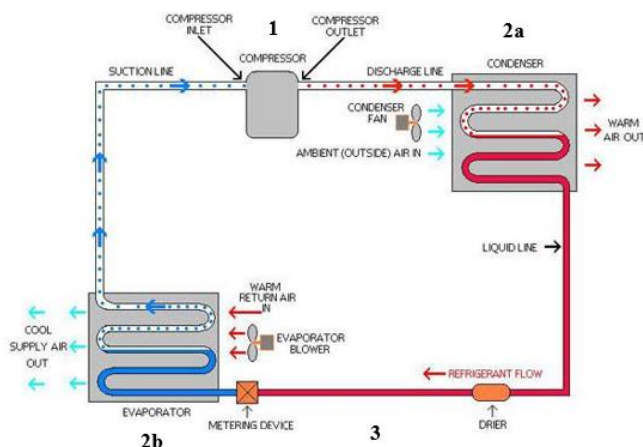 1
2a
COMPRESSOR
INLET
COMPRESSOR
OUTLET
COMPRESSOR
CONDENSER
SUCTION LINE
DISCHARGE LINE
CONDENSER
FAN
WARM
AIR OUT
AMBIENT (OUTSIDE) AIR IN
LIQUID LINE
WARM
RETURN AIR
IN
COOL
SUPPLY AIR
OUT
EVAPORATOR
BLOWER
REFRIGERANT FLOW
EVAPORATOR
METERING DEVICE
DRIER
2b
3